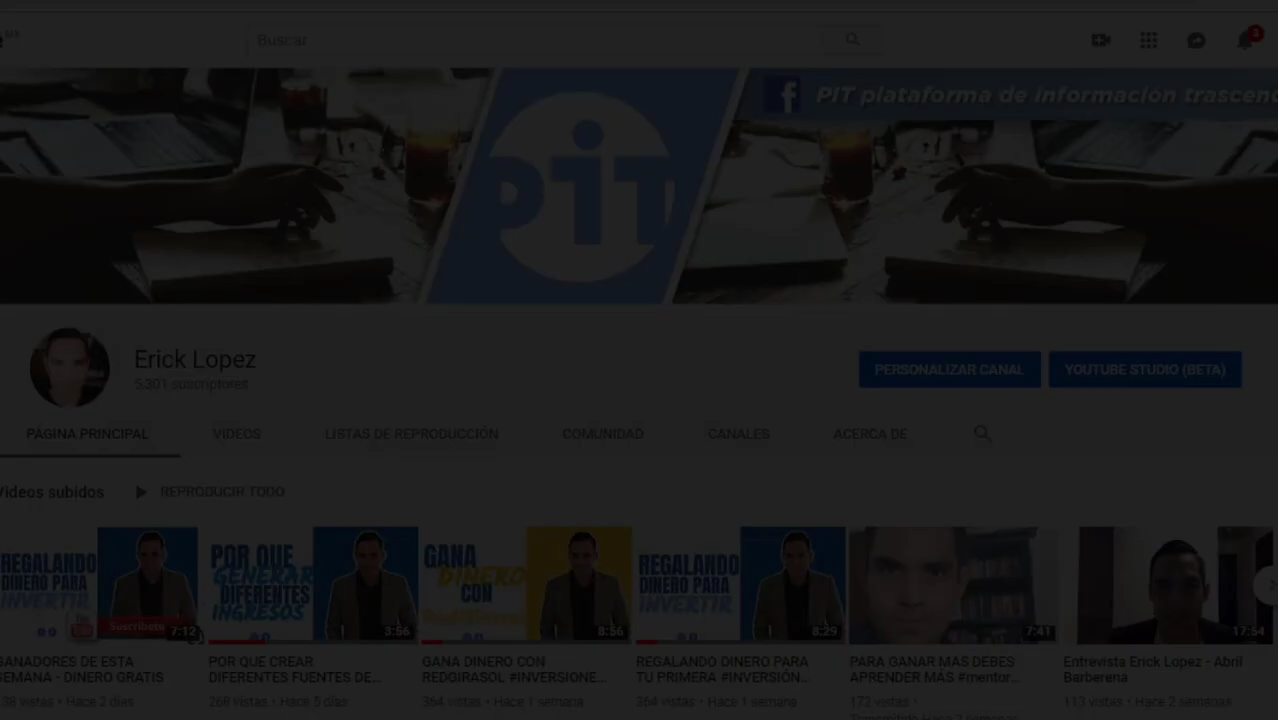 MX
Buscar
3
f PIT plataforma de información
PiT
Erick Lopez
5.301 suscriptores
PERSONALIZAR CANAL
YOUTUBE STUDIO (BETA)
PÁGINA PRINCIPAL
VIDEOS
LISTAS DE REPRODUCCIÓN
COMUNIDAD
CANALES
ACERCA DE
Videos subidos
REPRODUCIR TODO
REGALANDO
DINERO PARA
INVERTIR
Suscribete
7:12
GANADORES DE ESTA
SEMANA - DINERO GRATIS
vistas • Hace 2 días
POR QUE
GENERAR
DIFERENTES
INGRESOS
3:56
POR QUE CREAR
DIFERENTES FUENTES DE...
268 vistas • Hace 5 días
GANA
DINERO
CON
8:56
GANA DINERO CON
REDGIRASOL #INVERSIONE...
364 vistas • Hace 1 semana
REGALANDO
DINERO PARA
INVERTIR
8:29
REGALANDO DINERO PARA
TU PRIMERA #INVERSIÓN...
364 vistas • Hace 1 semana
7:41
PARA GANAR MAS DEBES
APRENDER MÁS #mentor...
172 vistas •
17:54
Entrevista Erick Lopez - Abril
Barberena
113 vistas • Hace 2 semanas